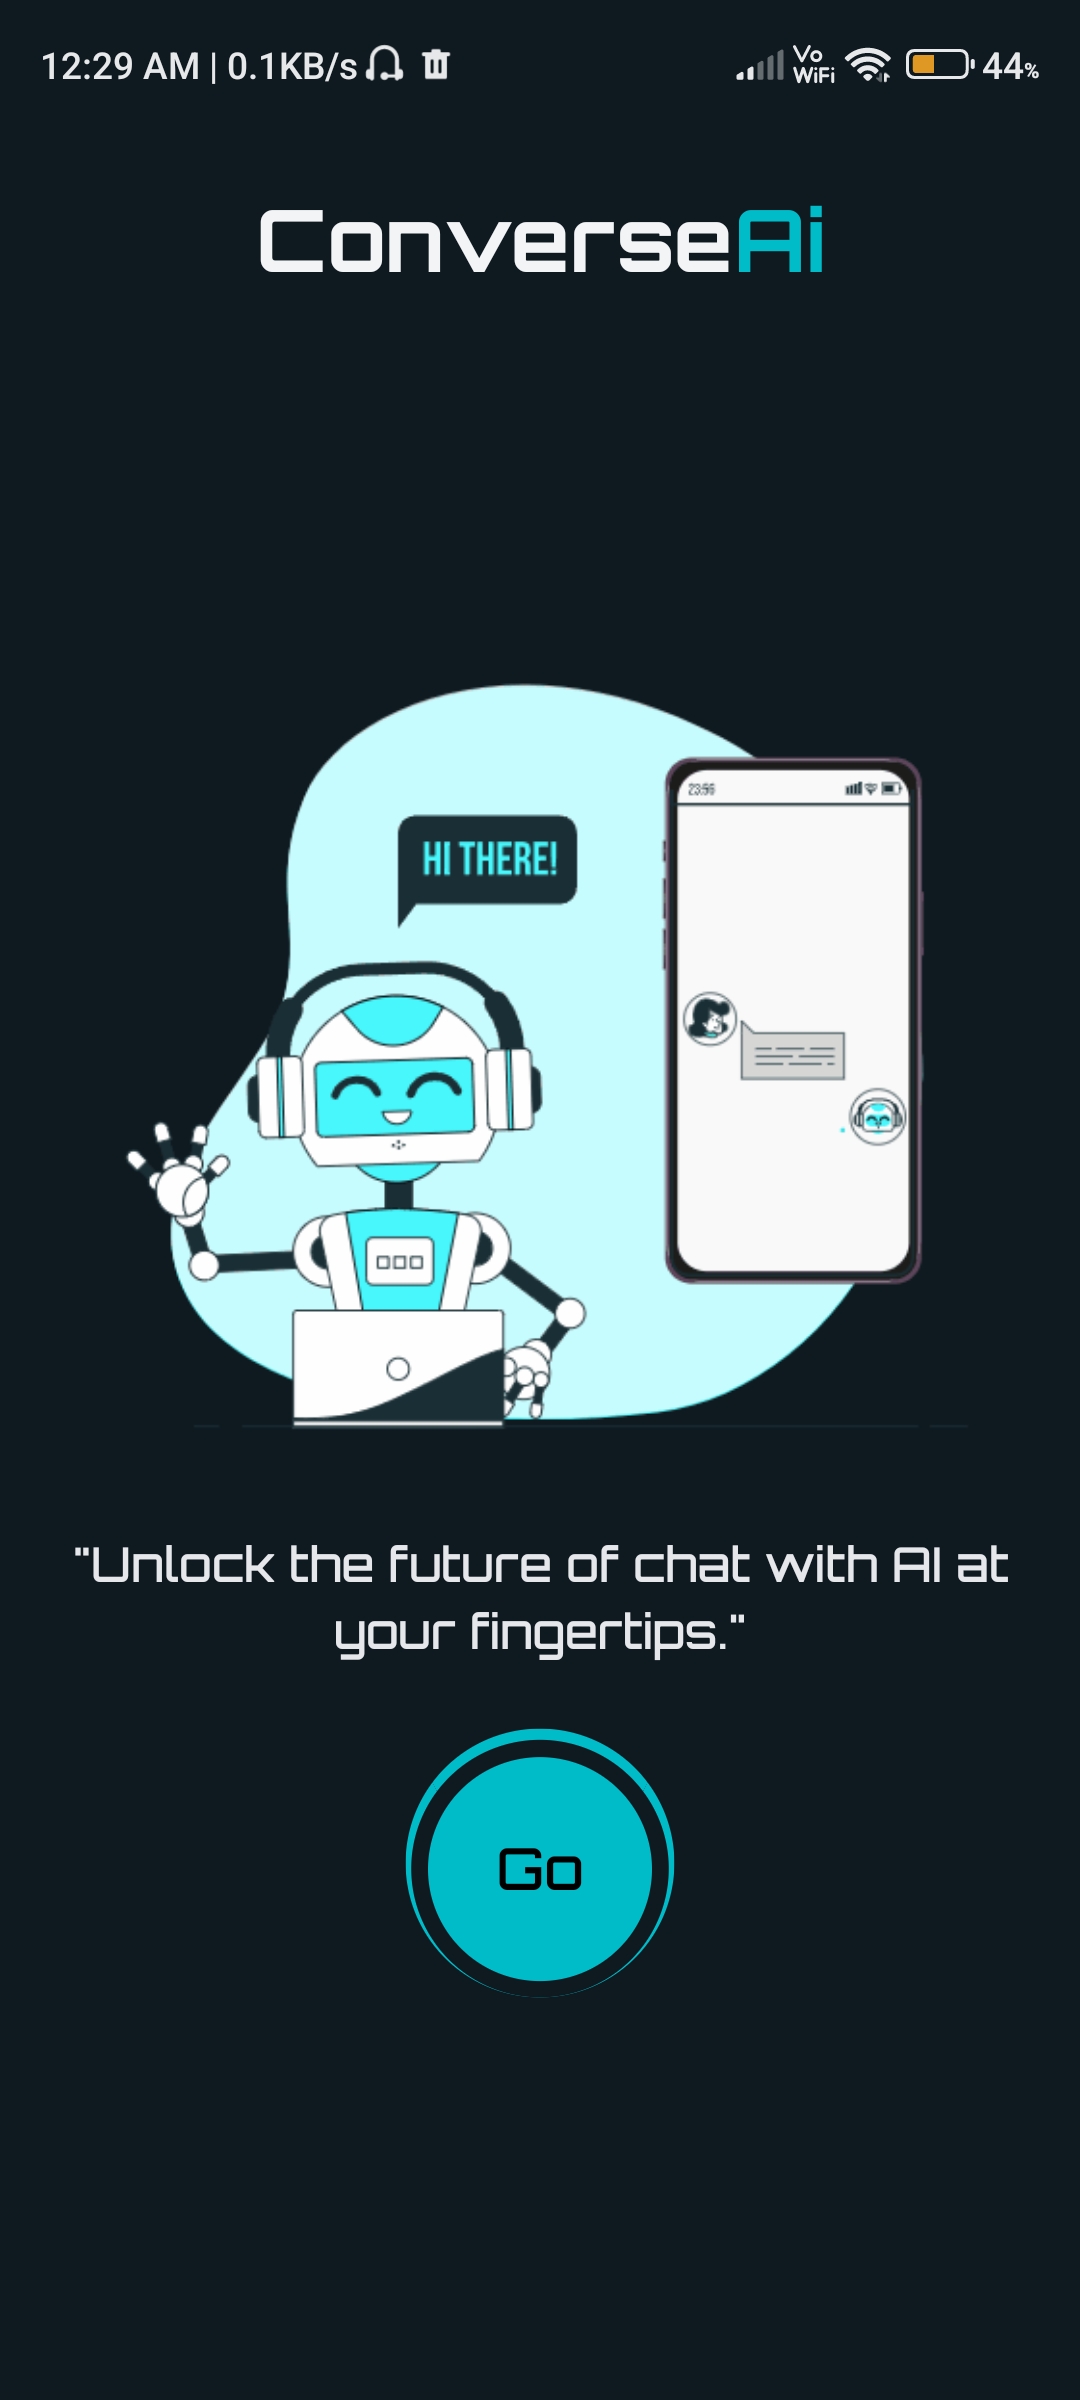 12:29 AM | 0.1KB/s Vo WiFi 44%
ConverseAi
23:56
HI THERE!
"Unlock the future of chat with AI at
your fingertips."
Go